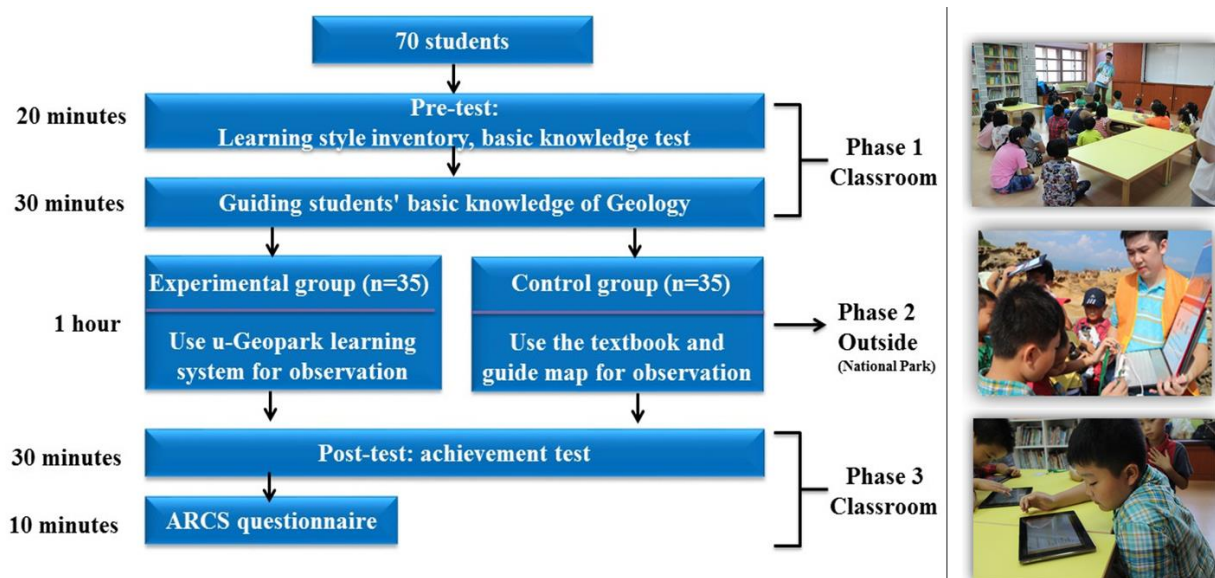 70 students
20 minutes
Pre-test:
Learning style inventory, basic knowledge test
Phase 1
Classroom
30 minutes
Guiding students' basic knowledge of Geology
Experimental group (n=35)
Control group (n=35)
1 hour
Use u-Geopark learning
system for observation
Use the textbook and
guide map for observation
Phase 2
Outside
(National Park)
30 minutes
Post-test: achievement test
Phase 3
Classroom
10 minutes
ARCS questionnaire